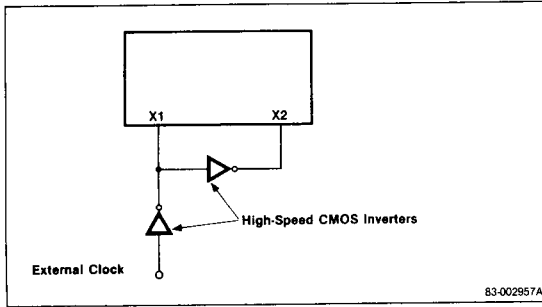 X1 X2
High-Speed CMOS Inverters
External Clock
83-002957A